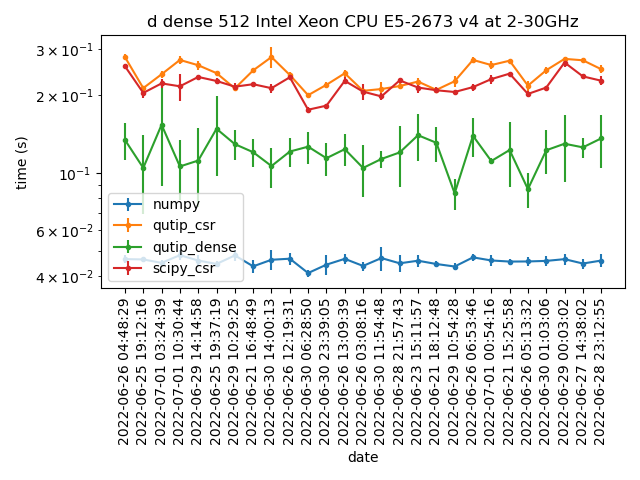 d dense 512 Intel Xeon CPU E5-2673 v4 at 2-30GHz
3 × 10⁻¹
2 × 10⁻¹
10⁻¹
6 × 10⁻²
4 × 10⁻²
time (s)
numpy
qutip_csr
qutip_dense
scipy_csr
2022-06-26 04:48:29
2022-06-25 19:12:16
2022-07-01 03:24:39
2022-07-01 10:30:44
2022-06-29 14:14:58
2022-06-25 19:37:19
2022-06-29 10:29:25
2022-06-21 16:48:49
2022-06-30 14:00:13
2022-06-26 12:19:31
2022-06-30 06:28:50
2022-06-30 23:39:05
2022-06-26 13:09:39
2022-06-26 03:08:16
2022-06-30 11:54:48
2022-06-28 21:57:43
2022-06-23 15:11:57
2022-06-21 18:12:48
2022-06-29 10:54:28
2022-06-26 06:53:46
2022-07-01 00:54:16
2022-06-21 15:25:58
2022-06-26 05:13:32
2022-06-30 01:03:06
2022-06-29 00:03:02
2022-06-27 14:38:02
2022-06-28 23:12:55
date